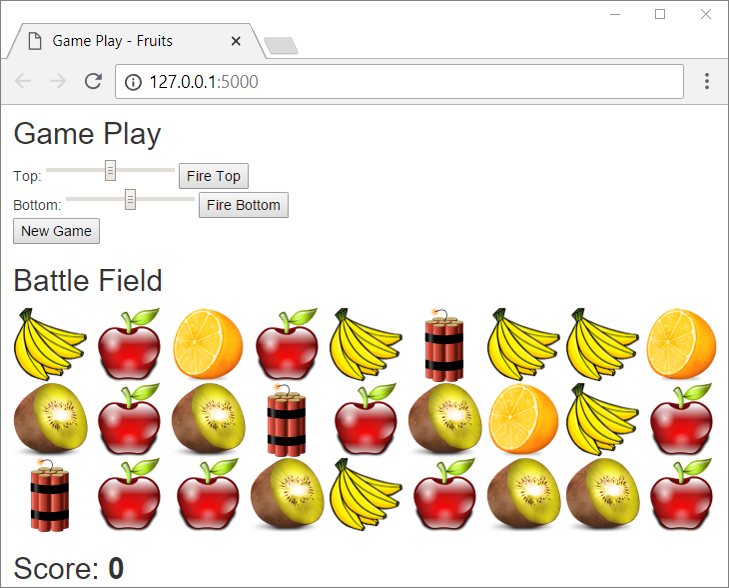 Game Play - Fruits
127.0.0.1:5000
Game Play
Top: Fire Top
Bottom: Fire Bottom
New Game
Battle Field
Score: 0